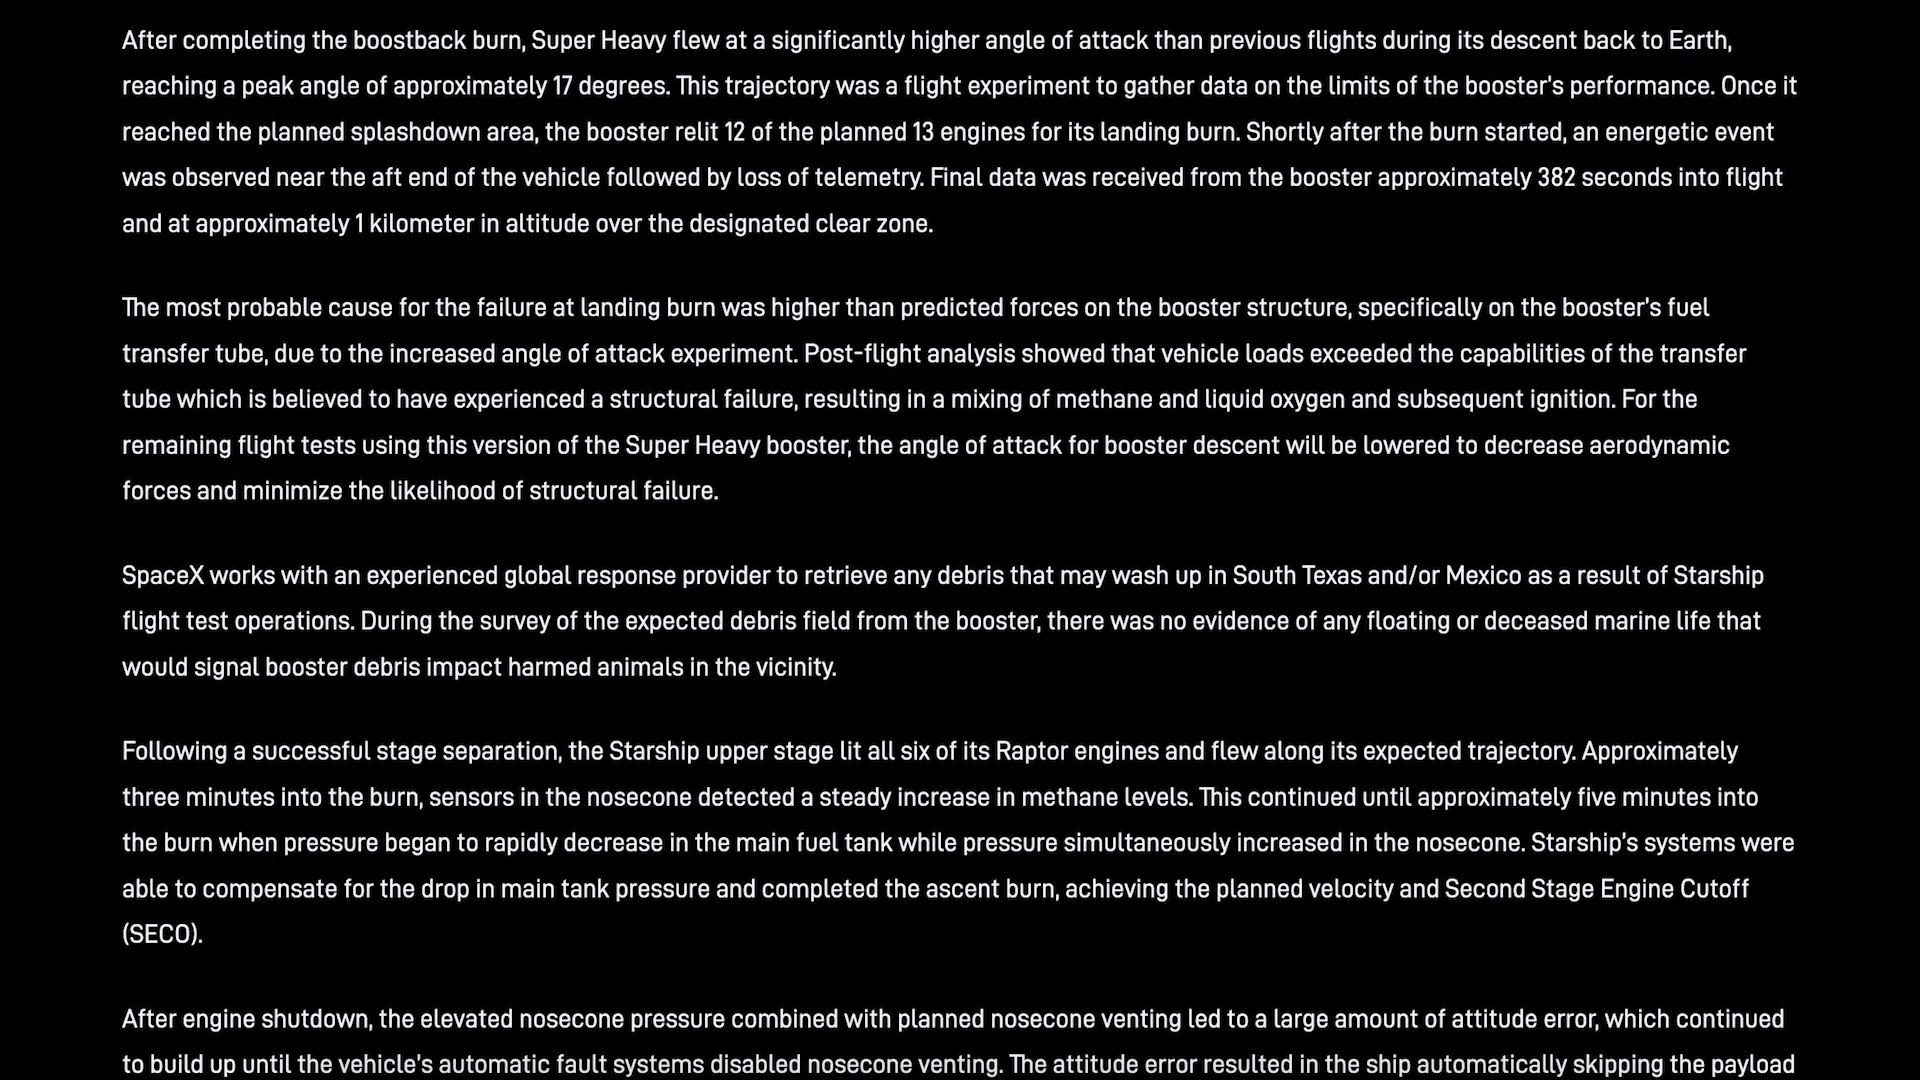 After completing the boostback burn, Super Heavy flew at a significantly higher angle of attack than previous flights during its descent back to Earth,
reaching a peak angle of approximately 17 degrees. This trajectory was a flight experiment to gather data on the limits of the booster's performance. Once it
reached the planned splashdown area, the booster relit 12 of the planned 13 engines for its landing burn. Shortly after the burn started, an energetic event
was observed near the aft end of the vehicle followed by loss of telemetry. Final data was received from the booster approximately 382 seconds into flight
and at approximately 1 kilometer in altitude over the designated clear zone.
The most probable cause for the failure at landing burn was higher than predicted forces on the booster structure, specifically on the booster's fuel
transfer tube, due to the increased angle of attack experiment. Post-flight analysis showed that vehicle loads exceeded the capabilities of the transfer
tube which is believed to have experienced a structural failure, resulting in a mixing of methane and liquid oxygen and subsequent ignition. For the
remaining flight tests using this version of the Super Heavy booster, the angle of attack for booster descent will be lowered to decrease aerodynamic
forces and minimize the likelihood of structural failure.
SpaceX works with an experienced global response provider to retrieve any debris that may wash up in South Texas and/or Mexico as a result of Starship
flight test operations. During the survey of the expected debris field from the booster, there was no evidence of any floating or deceased marine life that
would signal booster debris impact harmed animals in the vicinity.
Following a successful stage separation, the Starship upper stage lit all six of its Raptor engines and flew along its expected trajectory. Approximately
three minutes into the burn, sensors in the nosecone detected a steady increase in methane levels. This continued until approximately five minutes into
the burn when pressure began to rapidly decrease in the main fuel tank while pressure simultaneously increased in the nosecone. Starship's systems were
able to compensate for the drop in main tank pressure and completed the ascent burn, achieving the planned velocity and Second Stage Engine Cutoff
(SECO).
After engine shutdown, the elevated nosecone pressure combined with planned nosecone venting led to a large amount of attitude error, which continued
to build up until the vehicle's automatic fault systems disabled nosecone venting. The attitude error resulted in the ship automatically skipping the payload